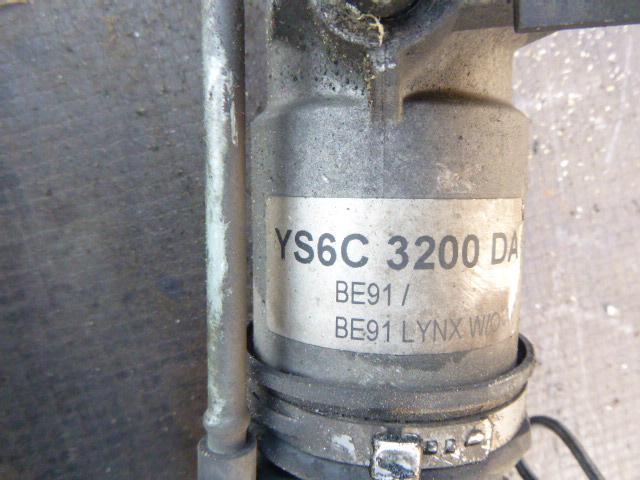 YS6C 3200 DA
BE91 /
BE91 LYNX W/O